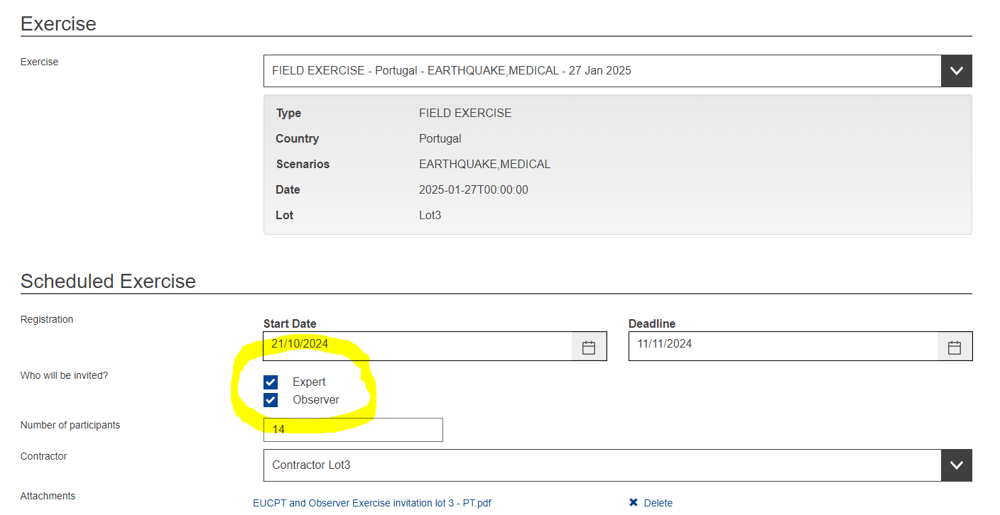 Exercise
Exercise
FIELD EXERCISE - Portugal - EARTHQUAKE,MEDICAL - 27 Jan 2025
Type FIELD EXERCISE
Country Portugal
Scenarios EARTHQUAKE,MEDICAL
Date 2025-01-27T00:00:00
Lot Lot3
Scheduled Exercise
Registration
Start Date Deadline
21/10/2024 11/11/2024
Who will be invited?
Expert
Observer
Number of participants 14
Contractor Contractor Lot3
Attachments EUCPT and Observer Exercise invitation lot 3 - PT.pdf Delete